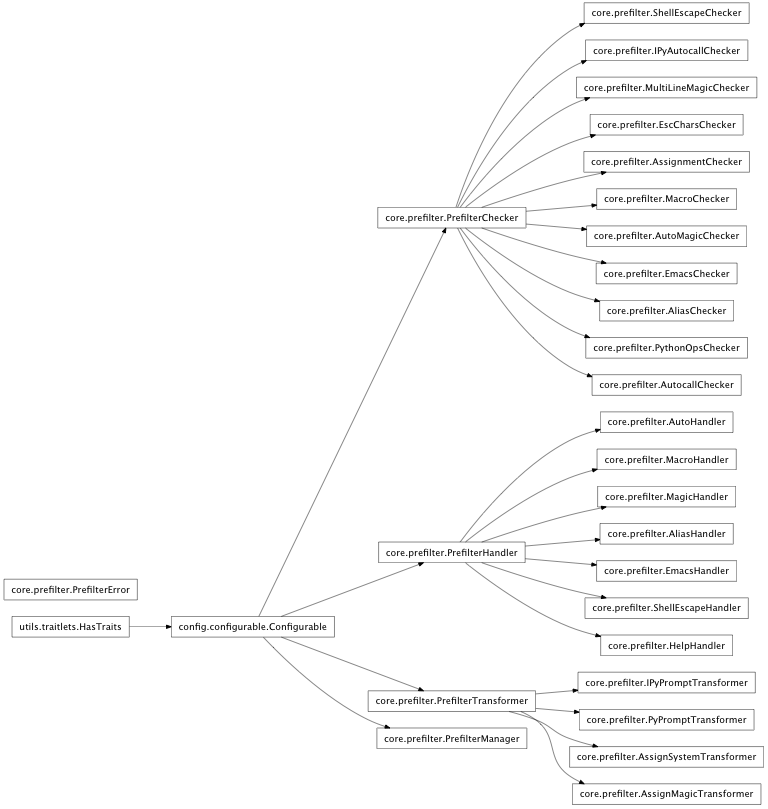 core.prefilter.ShellEscapeChecker
core.prefilter.IPyAutocallChecker
core.prefilter.MultiLineMagicChecker
core.prefilter.EscCharsChecker
core.prefilter.AssignmentChecker
core.prefilter.MacroChecker
core.prefilter.PrefilterChecker
core.prefilter.AutoMagicChecker
core.prefilter.EmacsChecker
core.prefilter.AliasChecker
core.prefilter.PythonOpsChecker
core.prefilter.AutocallChecker
core.prefilter.AutoHandler
core.prefilter.MacroHandler
core.prefilter.MagicHandler
core.prefilter.AliasHandler
core.prefilter.PrefilterHandler
core.prefilter.EmacsHandler
core.prefilter.PrefilterError
core.prefilter.ShellEscapeHandler
utils.traitlets.HasTraits
config.configurable.Configurable
core.prefilter.HelpHandler
core.prefilter.IPyPromptTransformer
core.prefilter.PrefilterTransformer
core.prefilter.PyPromptTransformer
core.prefilter.PrefilterManager
core.prefilter.AssignSystemTransformer
core.prefilter.AssignMagicTransformer